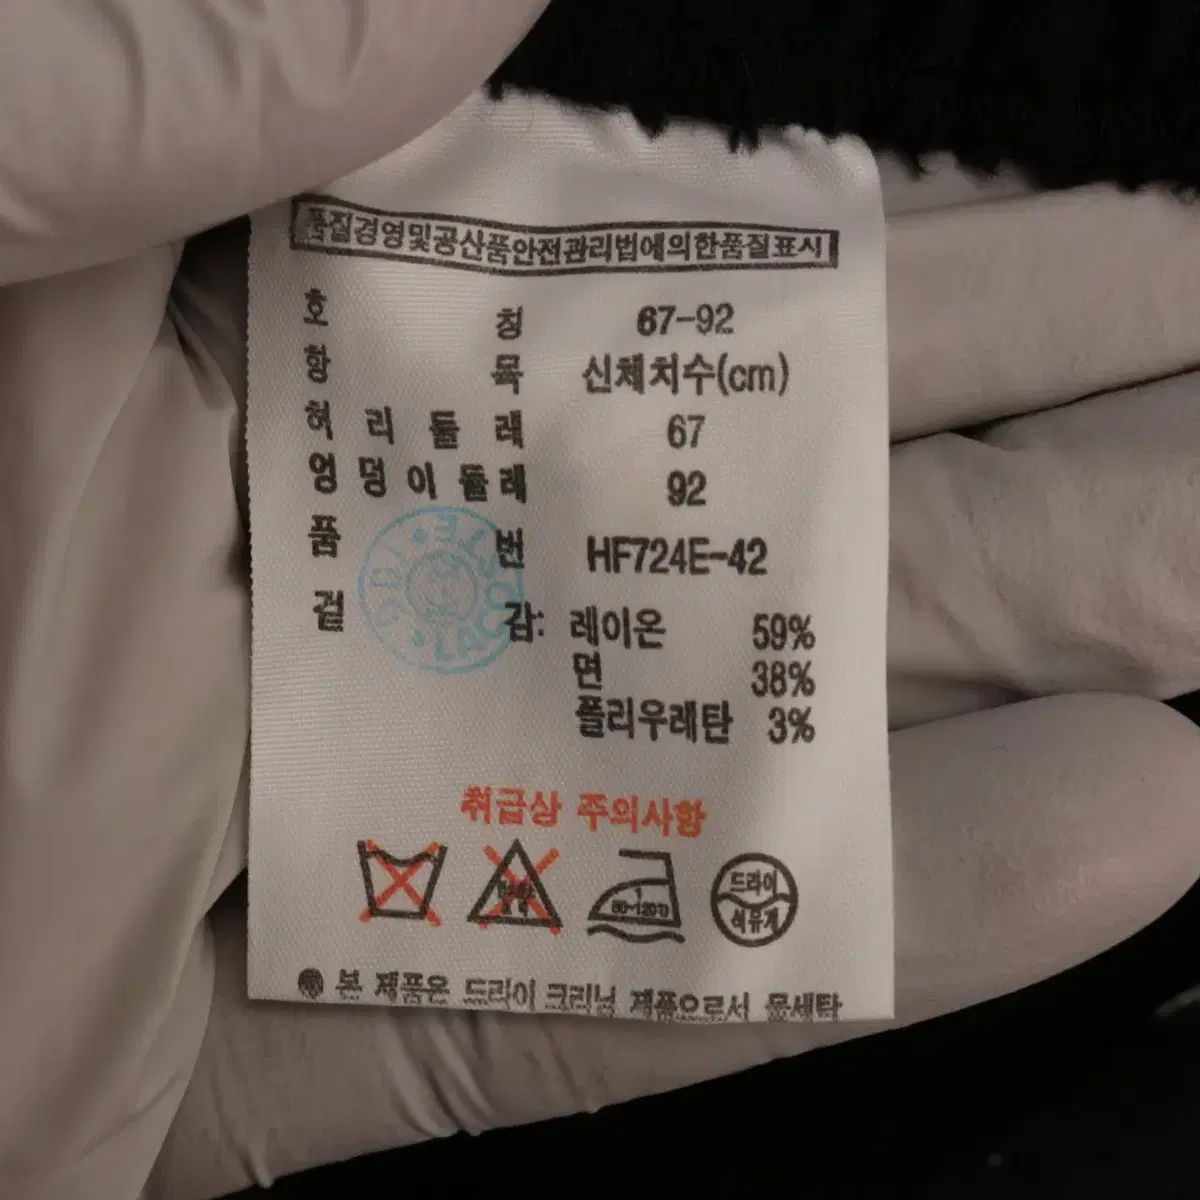 품질경영및공산품안전관리법에의한품질표시
호 칭 67-92
항 목 신체치수(cm)
허 리 둘 레 67
엉 덩 이 둘 레 92
품 번 HF724E-42
겉 감: 레이온 59%
면 38%
폴리우레탄 3%
취급상 주의사항
드라이
석유계
본 제품은 드라이 크리닝 제품으로서 물세탁